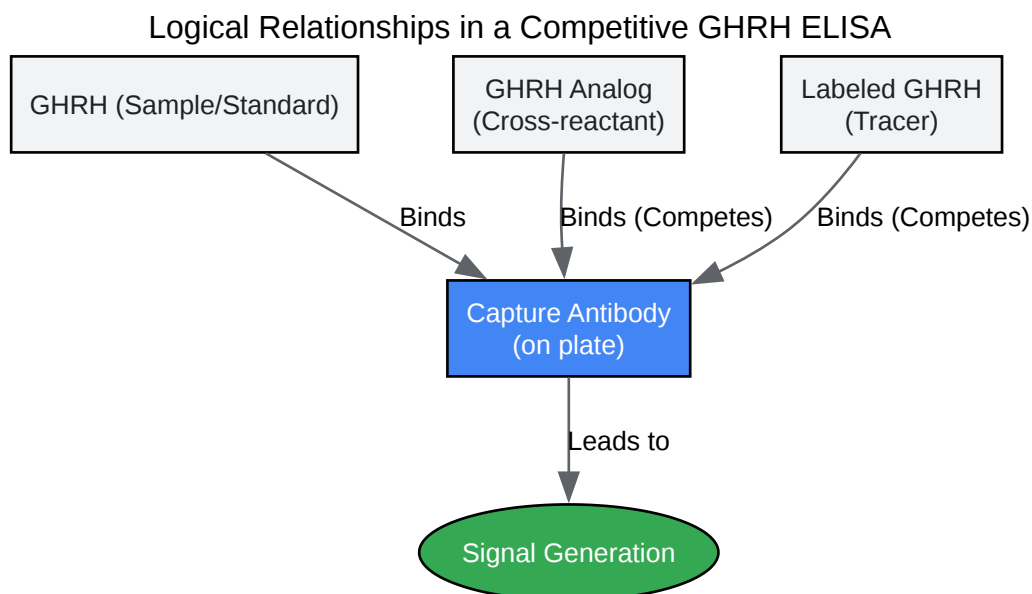 Logical Relationships in a Competitive GHRH ELISA
GHRH (Sample/Standard)
GHRH Analog
(Cross-reactant)
Labeled GHRH
(Tracer)
Binds
Binds (Competes)
Binds (Competes)
Capture Antibody
(on plate)
Leads to
Signal Generation